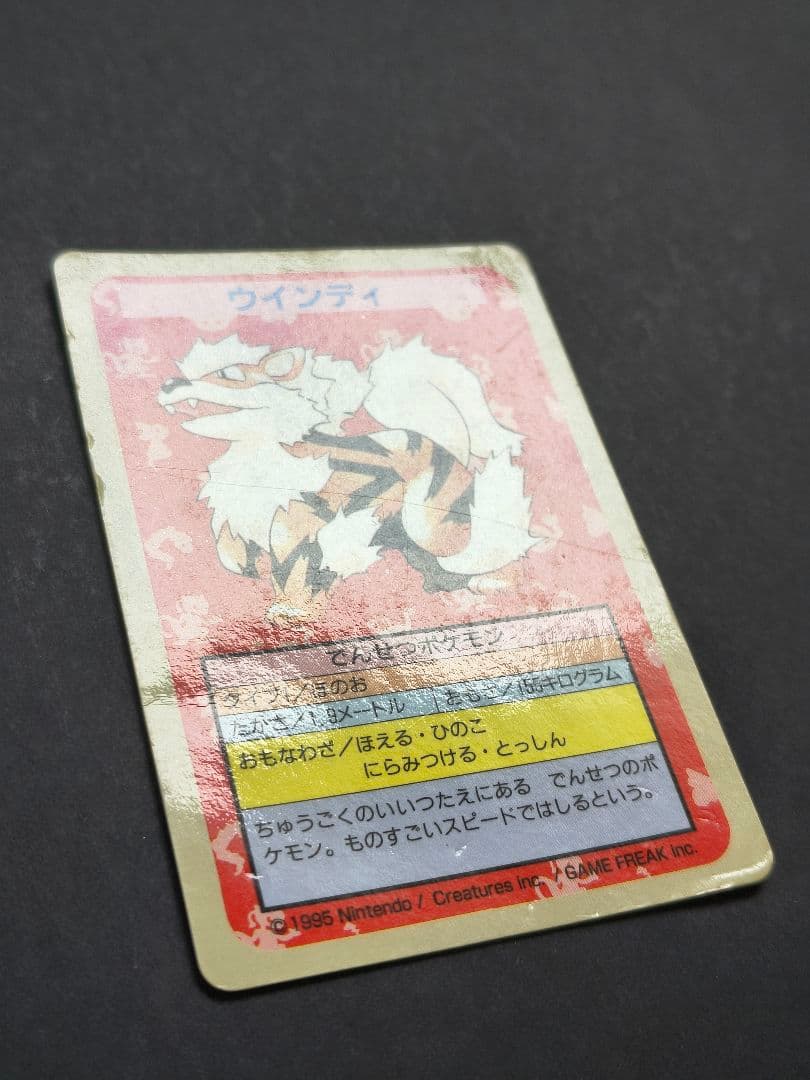 ウインディ
でんせつポケモン
タイプ1/ほのお
たかさ/1.9メートル おもさ/155キログラム
おもなわざ/ほえる・ひのこ
にらみつける・とっしん
ちゅうごくのいいつたえにある でんせつのポ
ケモン。ものすごいスピードではしるという。
© 1995 Nintendo / Creatures inc. / GAME FREAK inc.